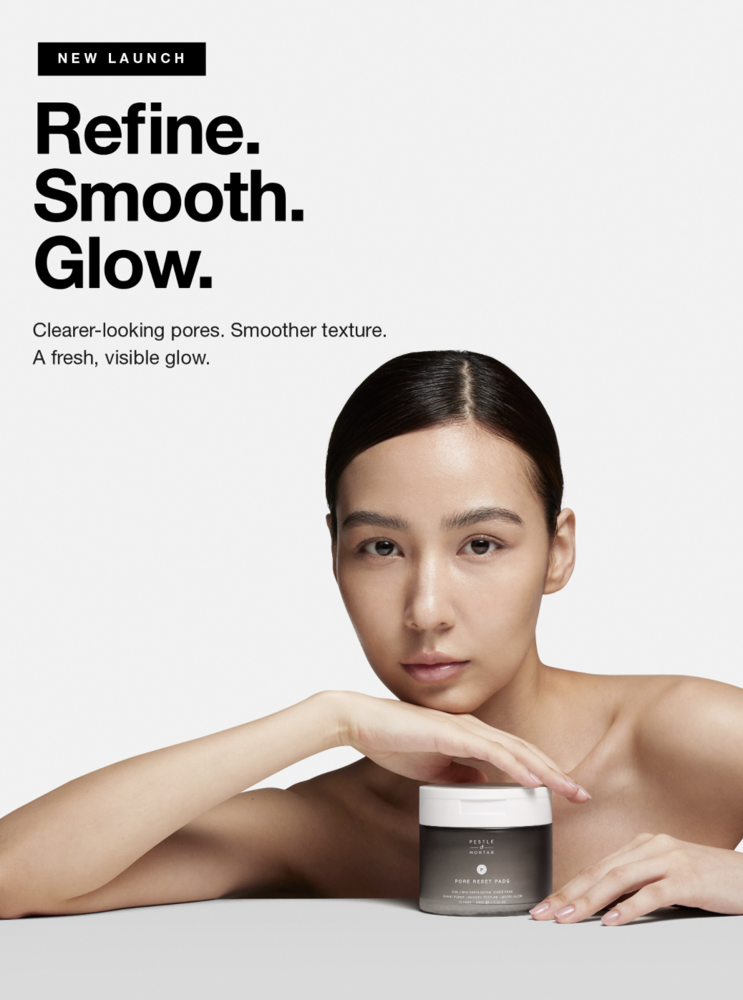 NEW LAUNCH
Refine.
Smooth.
Glow.
Clearer-looking pores. Smoother texture.
A fresh, visible glow.
PESTLE
&
MORTAR
P
PORE RESET PADS